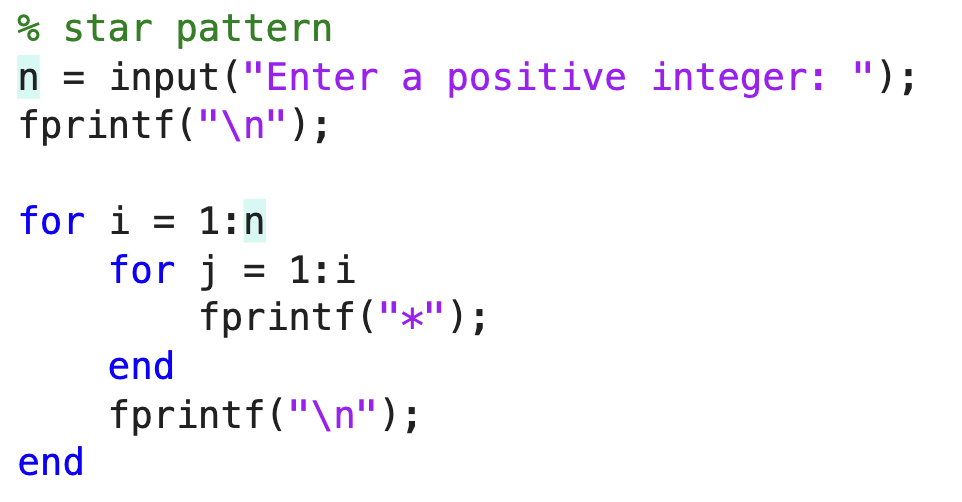 % star pattern
n = input("Enter a positive integer: ");
fprintf("\n");

for i = 1:n
    for j = 1:i
        fprintf("*");
    end
    fprintf("\n");
end